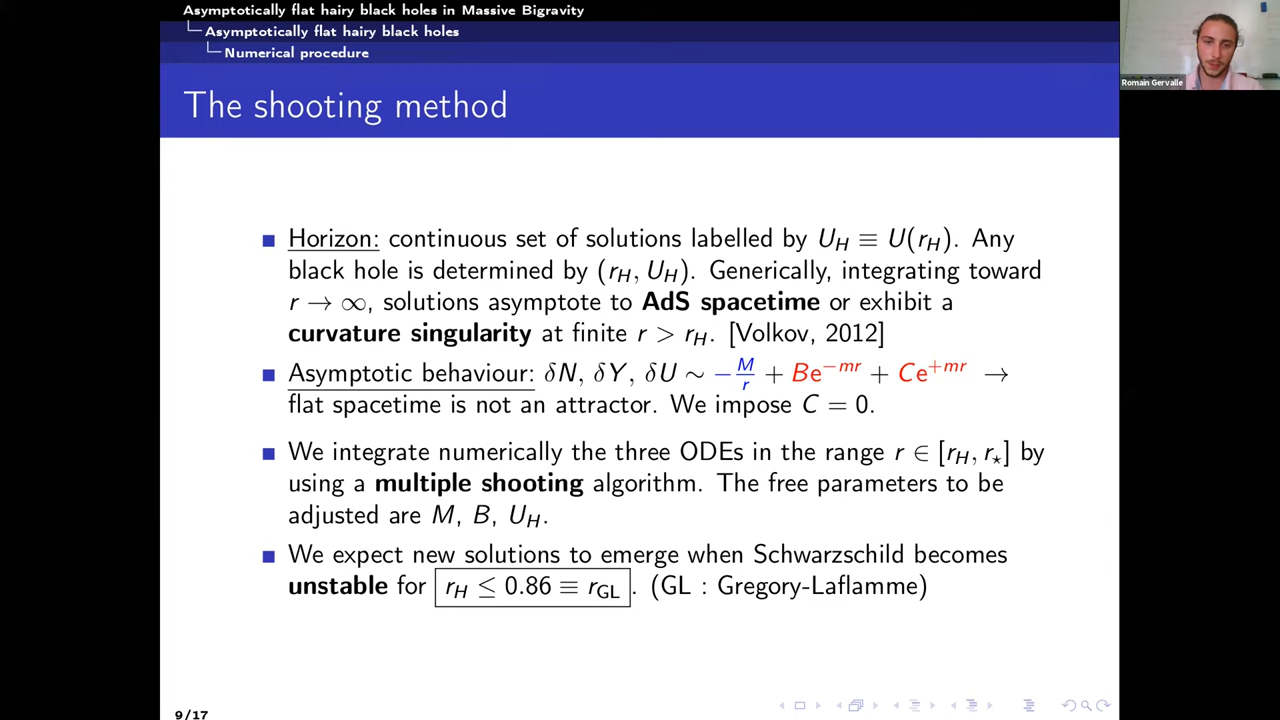 Asymptotically flat hairy black holes in Massive Bigravity
Asymptotically flat hairy black holes
Numerical procedure
The shooting method
Romain Gervalle
Horizon: continuous set of solutions labelled by U_H ≡ U(r_H). Any
black hole is determined by (r_H, U_H). Generically, integrating toward
r → ∞, solutions asymptote to AdS spacetime or exhibit a
curvature singularity at finite r > r_H. [Volkov, 2012]
Asymptotic behaviour: δN, δY, δU ∼ −M/r + Be^{−mr} + Ce^{+mr} →
flat spacetime is not an attractor. We impose C = 0.
We integrate numerically the three ODEs in the range r ∈ [r_H, r_⋆] by
using a multiple shooting algorithm. The free parameters to be
adjusted are M, B, U_H.
We expect new solutions to emerge when Schwarzschild becomes
unstable for r_H ≤ 0.86 ≡ r_GL. (GL : Gregory-Laflamme)
9/17